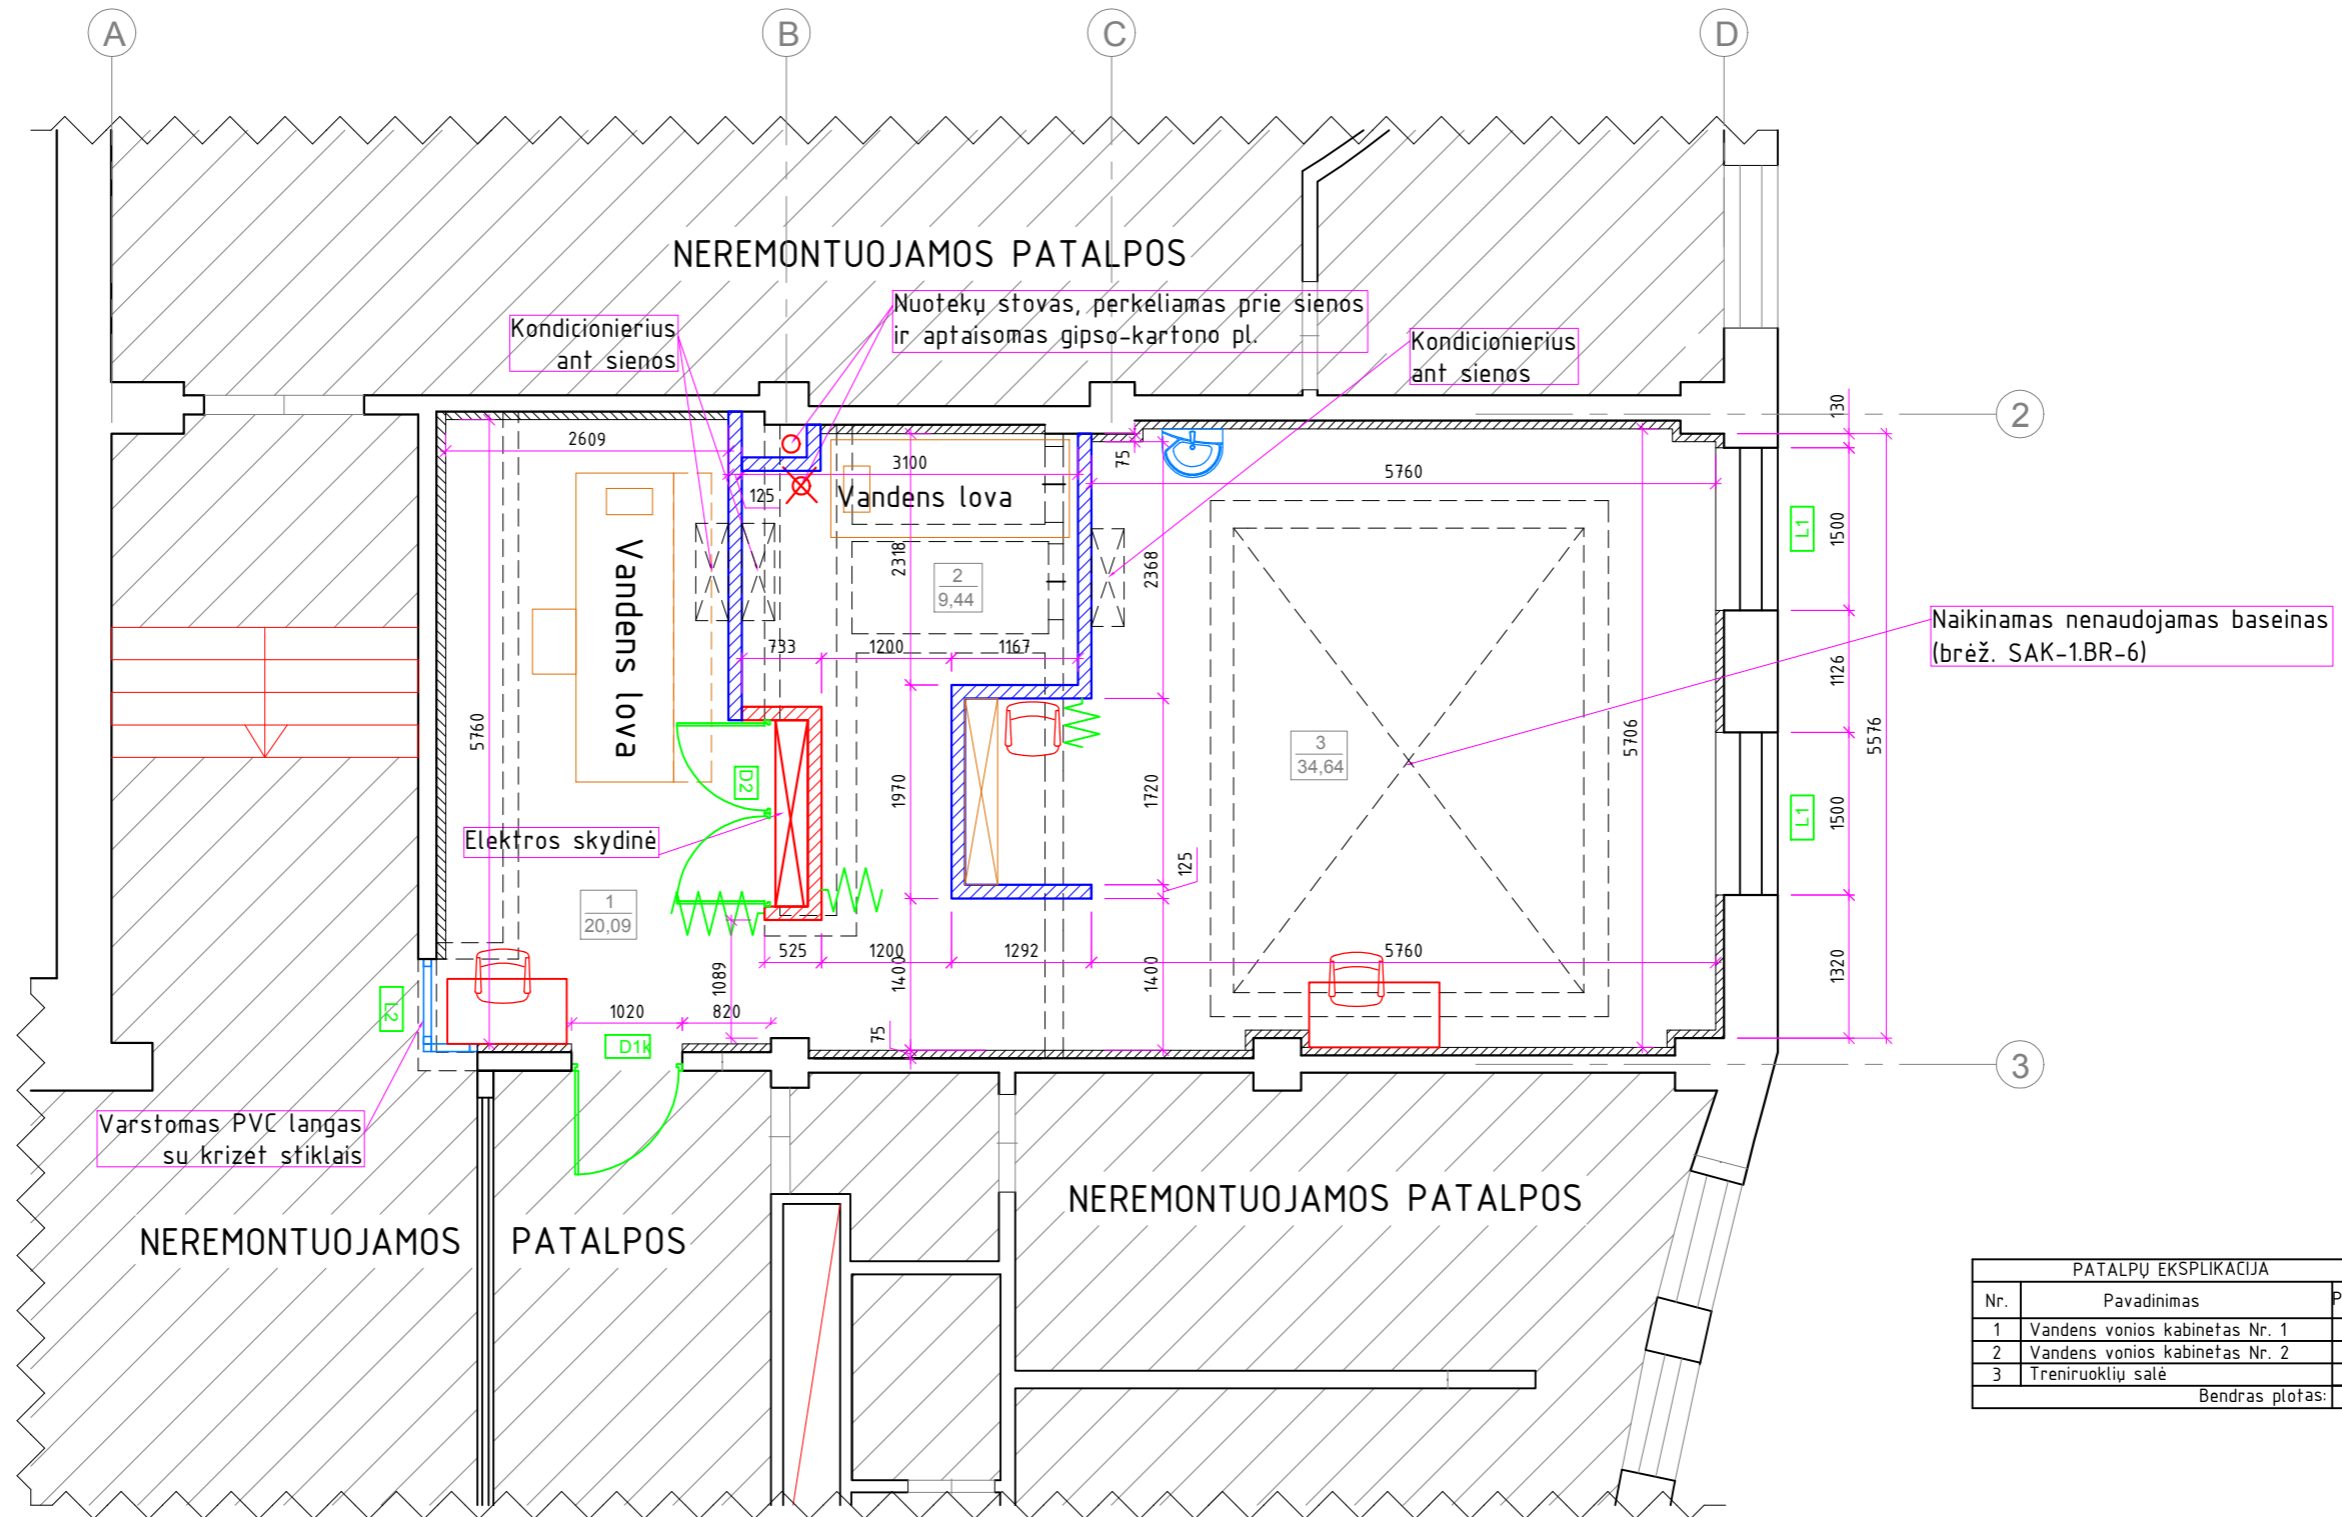 A
B
C
D
NEREMONTUOJAMOS PATALPOS
Nuotekų stovas, perkeliamas prie sienos
ir aptaisomas gipso-kartono pl.
Kondicionierius
ant sienos
Kondicionierius
ant sienos
2
130
2609
3100
75
5760
125
Vandens lova
L1
1500
2318
2368
Vandens lova
2
9,44
Naikinamas nenaudojamas baseinas
(brėž. SAK-1.BR-6)
733
1200
1167
1126
5760
5706
5576
3
34,64
D2
1970
1720
L1
1500
Elektros skydinė
125
1
20,09
525
1200
1292
5760
1089
1400
1400
1320
L2
1020
820
75
D1k
3
Varstomas PVC langas
su krizet stiklais
NEREMONTUOJAMOS PATALPOS
NEREMONTUOJAMOS PATALPOS
PATALPŲ EKSPLIKACIJA
Nr. Pavadinimas P
1 Vandens vonios kabinetas Nr. 1
2 Vandens vonios kabinetas Nr. 2
3 Treniruoklių salė
Bendras plotas: